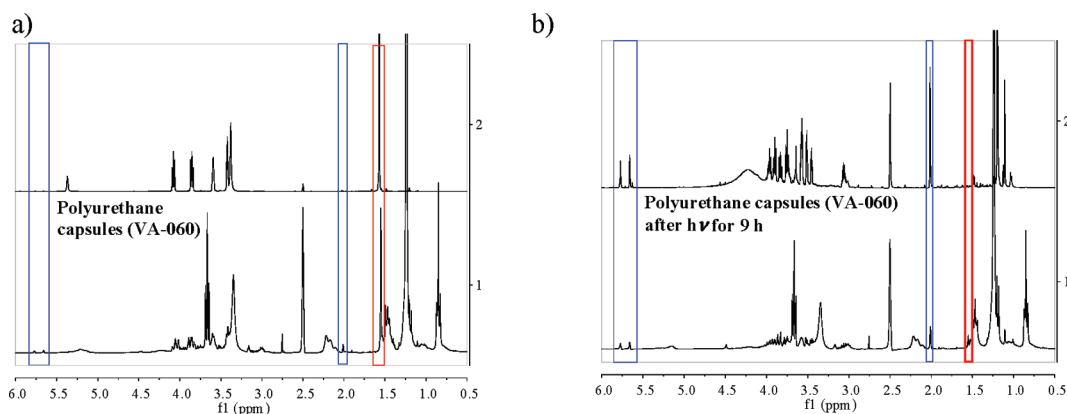 a)
2
Polyurethane
capsules (VA-060)
1
6.0 5.5 5.0 4.5 4.0 3.5 3.0 2.5 2.0 1.5 1.0 0.5
f1 (ppm)
b)
2
Polyurethane capsules (VA-060)
after hν for 9 h
1
6.0 5.5 5.0 4.5 4.0 3.5 3.0 2.5 2.0 1.5 1.0 0.5
f1 (ppm)